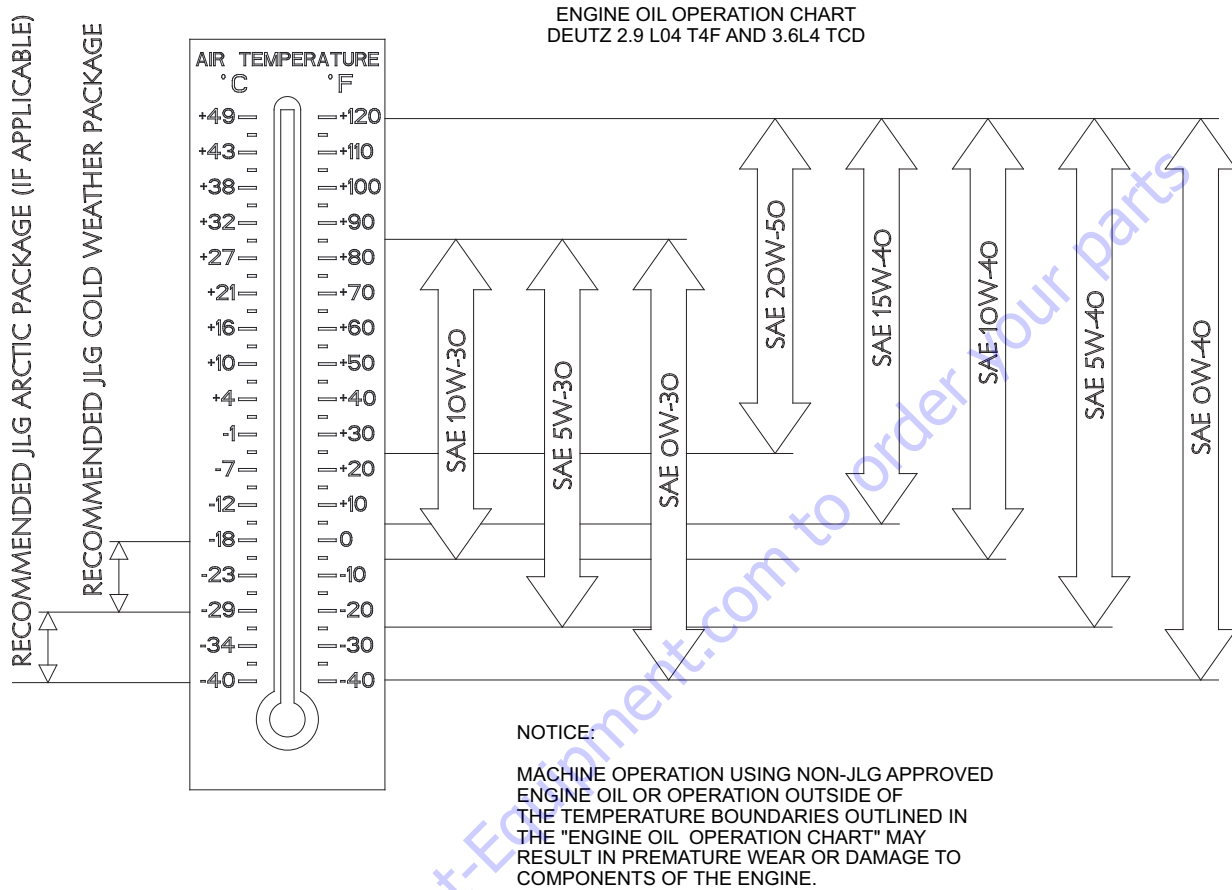 ENGINE OIL OPERATION CHART
DEUTZ 2.9 L04 T4F AND 3.6L4 TCD
RECOMMENDED JLG ARCTIC PACKAGE (IF APPLICABLE)
RECOMMENDED JLG COLD WEATHER PACKAGE
AIR TEMPERATURE
°C °F
+49 +120
+43 +110
+38 +100
+32 +90
+27 +80
+21 +70
+16 +60
+10 +50
+4 +40
-1 +30
-7 +20
-12 +10
-18 0
-23 -10
-29 -20
-34 -30
-40 -40
SAE 10W-30
SAE 5W-30
SAE 0W-30
SAE 20W-50
SAE 15W-40
SAE 10W-40
SAE 5W-40
SAE 0W-40
NOTICE:
MACHINE OPERATION USING NON-JLG APPROVED
ENGINE OIL OR OPERATION OUTSIDE OF
THE TEMPERATURE BOUNDARIES OUTLINED IN
THE "ENGINE OIL OPERATION CHART" MAY
RESULT IN PREMATURE WEAR OR DAMAGE TO
COMPONENTS OF THE ENGINE.
t-Equipment.com to order your parts